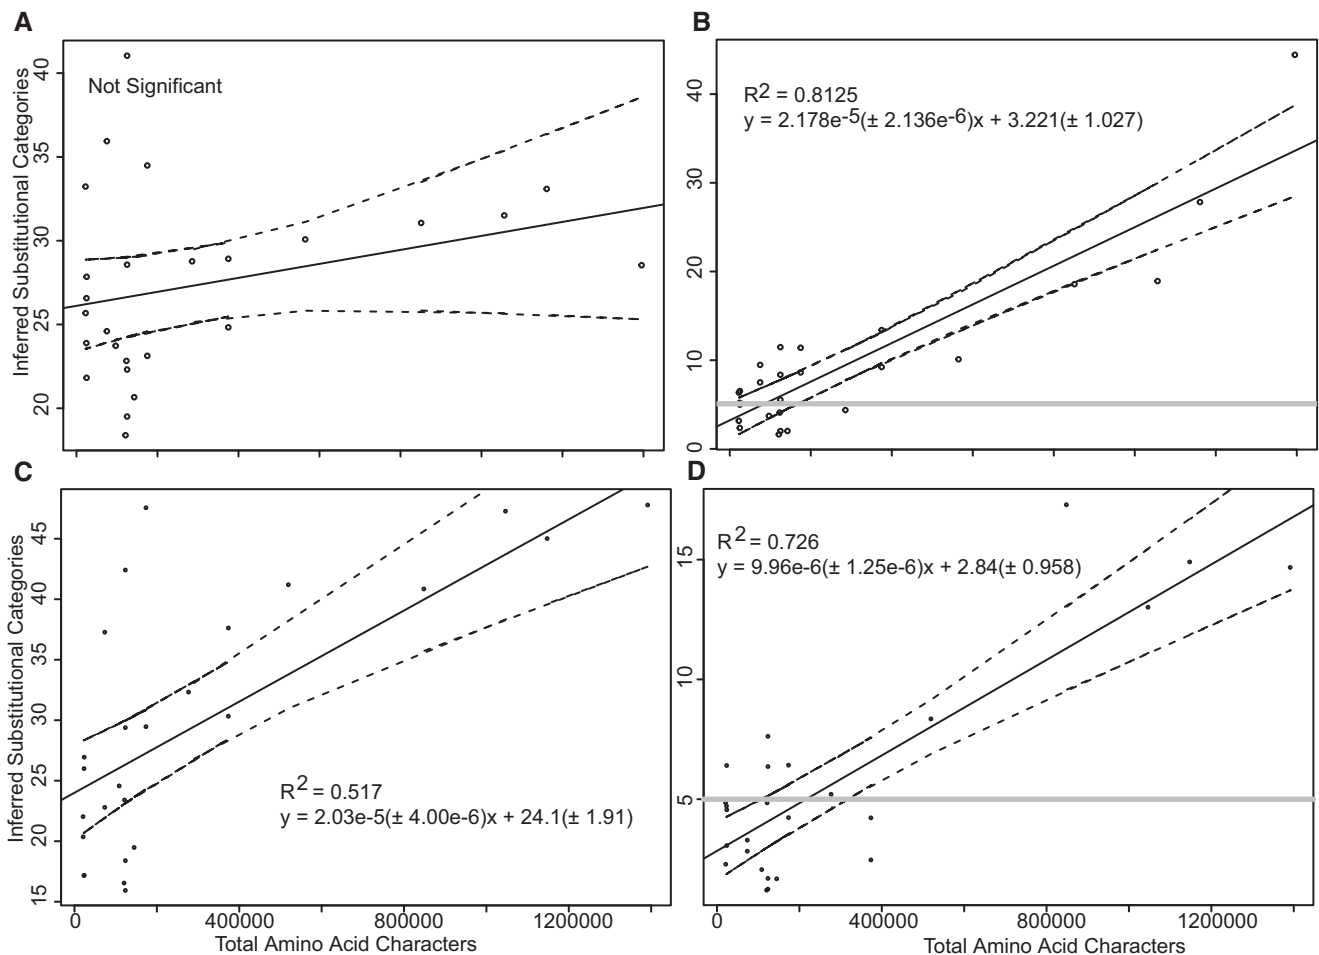 A
Not Significant
Inferred Substitutional Categories
40
35
30
25
20
B
R2 = 0.8125
y = 2.178e-5(± 2.136e-6)x + 3.221(± 1.027)
40
30
20
10
0
C
Inferred Substitutional Categories
45
40
35
30
25
20
15
R2 = 0.517
y = 2.03e-5(± 4.00e-6)x + 24.1(± 1.91)
0 400000 800000 1200000
Total Amino Acid Characters
D
R2 = 0.726
y = 9.96e-6(± 1.25e-6)x + 2.84(± 0.958)
15
10
5
0 400000 800000 1200000
Total Amino Acid Characters